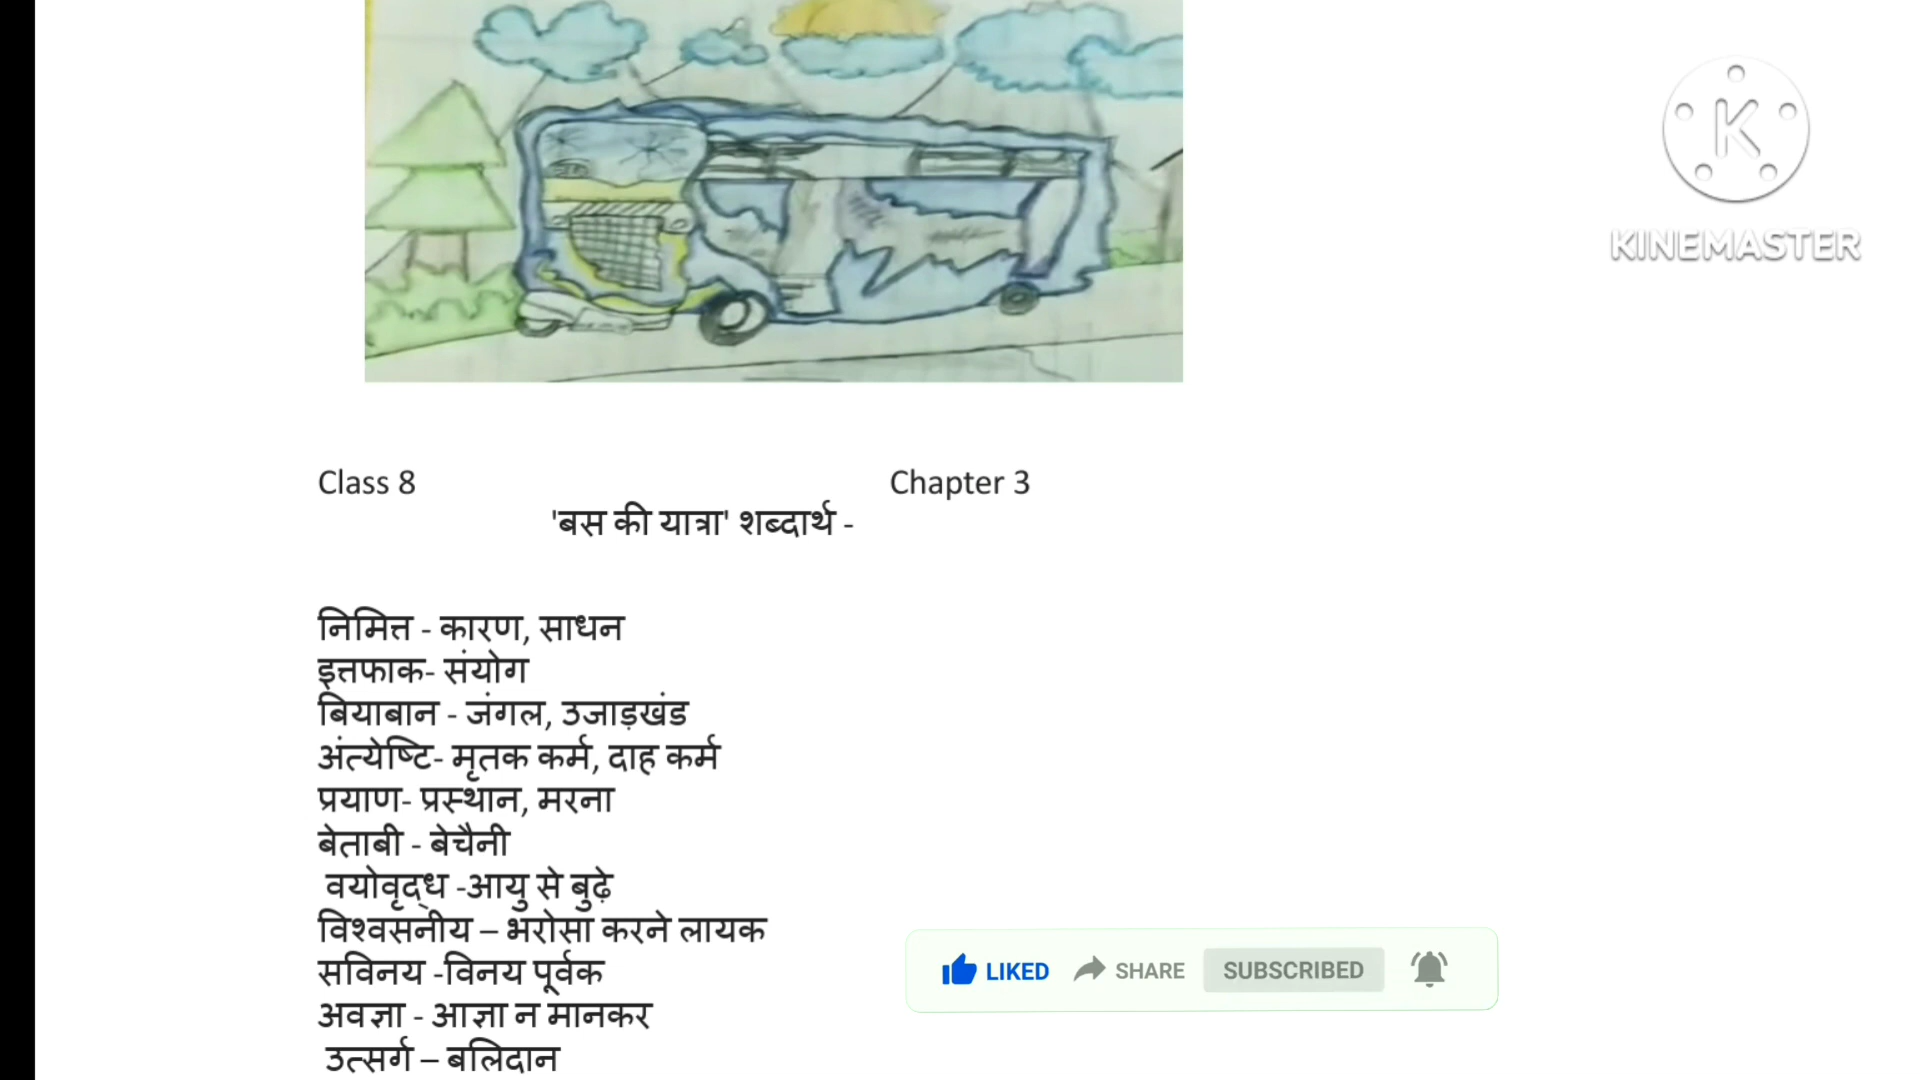 KINEMASTER
Class 8 Chapter 3
'बस की यात्रा' शब्दार्थ -
निमित्त - कारण, साधन
इत्तफाक- संयोग
बियाबान - जंगल, उजाड़खंड
अंत्येष्टि- मृतक कर्म, दाह कर्म
प्रयाण- प्रस्थान, मरना
बेताबी - बेचैनी
वयोवृद्ध -आयु से बुढ़े
विश्वसनीय – भरोसा करने लायक
सविनय -विनय पूर्वक
अवज्ञा - आज्ञा न मानकर
उत्सर्ग – बलिदान
LIKED SHARE SUBSCRIBED